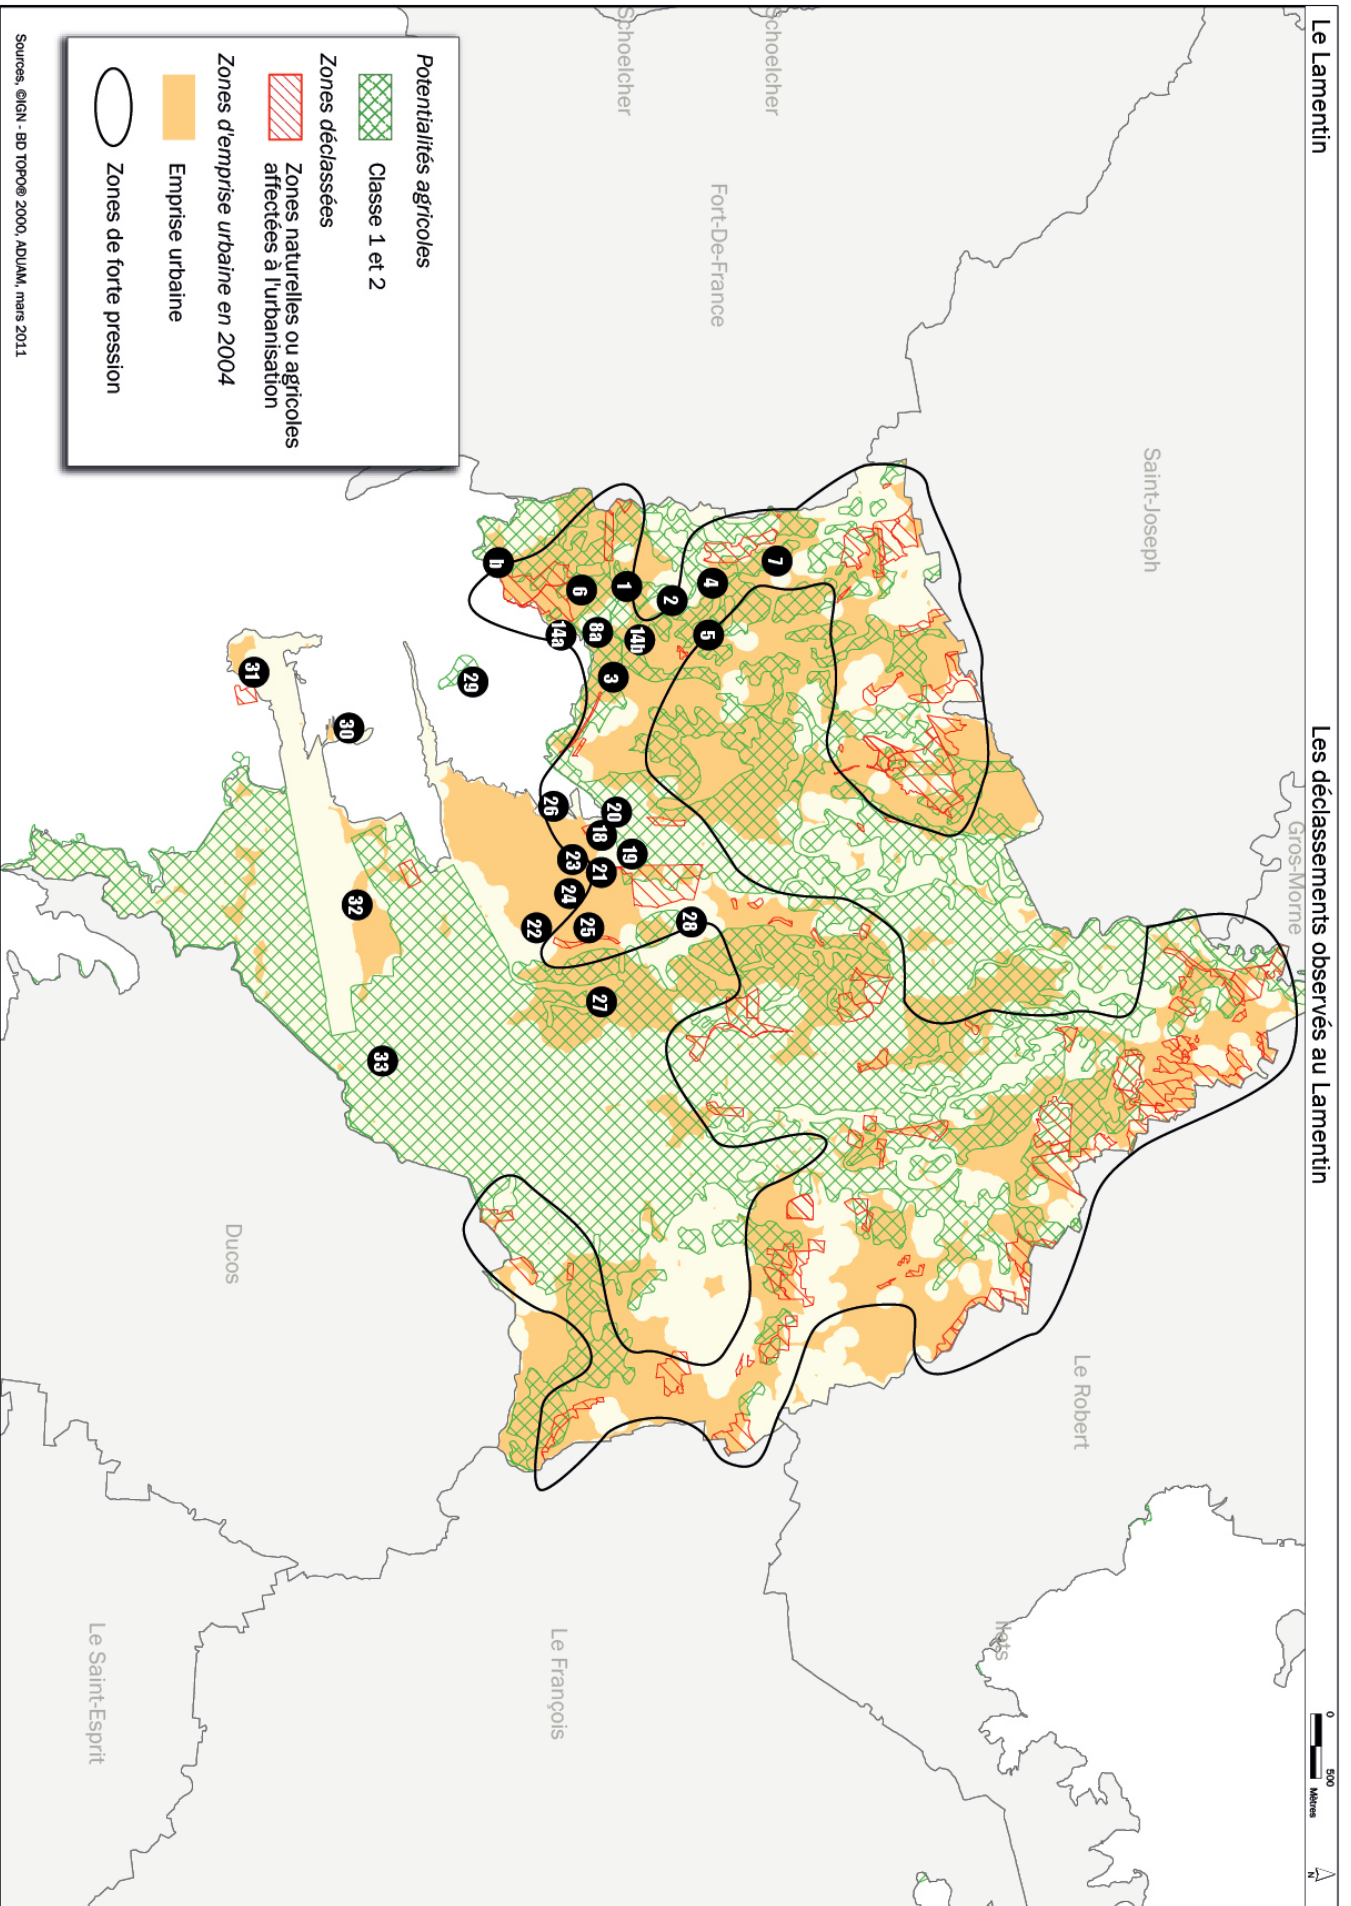 Le Lamentin
Les déclassements observés au Lamentin
0
500
Mètres
N
Schoelcher
Schoelcher
Fort-De-France
Saint-Joseph
Gros-Morne
Le Robert
Ducos
Le François
Le Saint-Esprit
7
4
1
2
5
6
b
14a
8a
14b
3
29
31
30
26
20
18
19
23
21
24
22
25
28
27
32
33
Potentialités agricoles
Classe 1 et 2
Zones déclassées
Zones naturelles ou agricoles
affectées à l'urbanisation
Zones d'emprise urbaine en 2004
Emprise urbaine
Zones de forte pression
Sources, ©IGN - BD TOPO® 2000, ADUAM, mars 2011